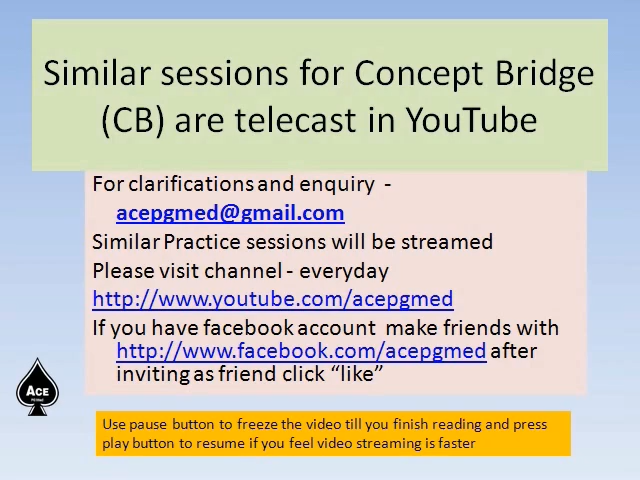 Similar sessions for Concept Bridge
(CB) are telecast in YouTube
For clarifications and enquiry -
acepgmed@gmail.com
Similar Practice sessions will be streamed
Please visit channel - everyday
http://www.youtube.com/acepgmed
If you have facebook account make friends with
http://www.facebook.com/acepgmed after
inviting as friend click “like”
ACE
Use pause button to freeze the video till you finish reading and press
play button to resume if you feel video streaming is faster